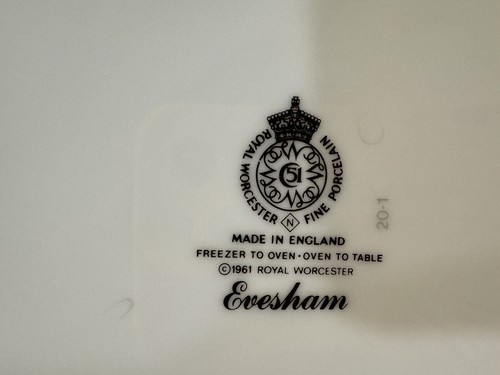 ROYAL WORCESTER
FINE PORCELAIN
C51
N
MADE IN ENGLAND
FREEZER TO OVEN·OVEN TO TABLE
©1961 ROYAL WORCESTER
Evesham
20-1